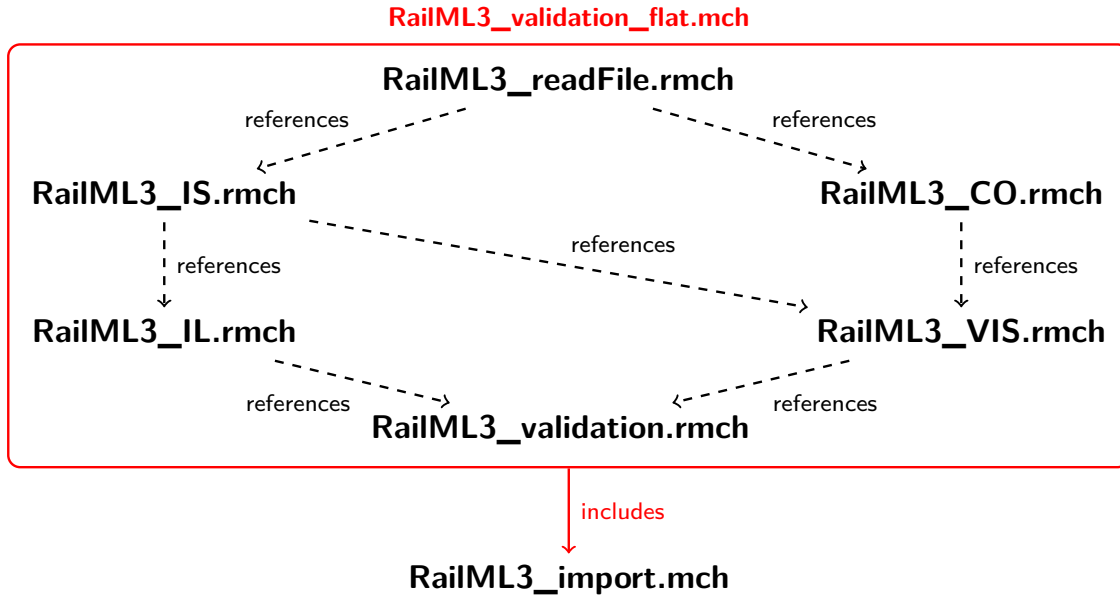 RailML3_validation_flat.mch
RailML3_readFile.rmch
references
references
RailML3_IS.rmch
RailML3_CO.rmch
references
references
references
RailML3_IL.rmch
RailML3_VIS.rmch
references
references
RailML3_validation.rmch
includes
RailML3_import.mch